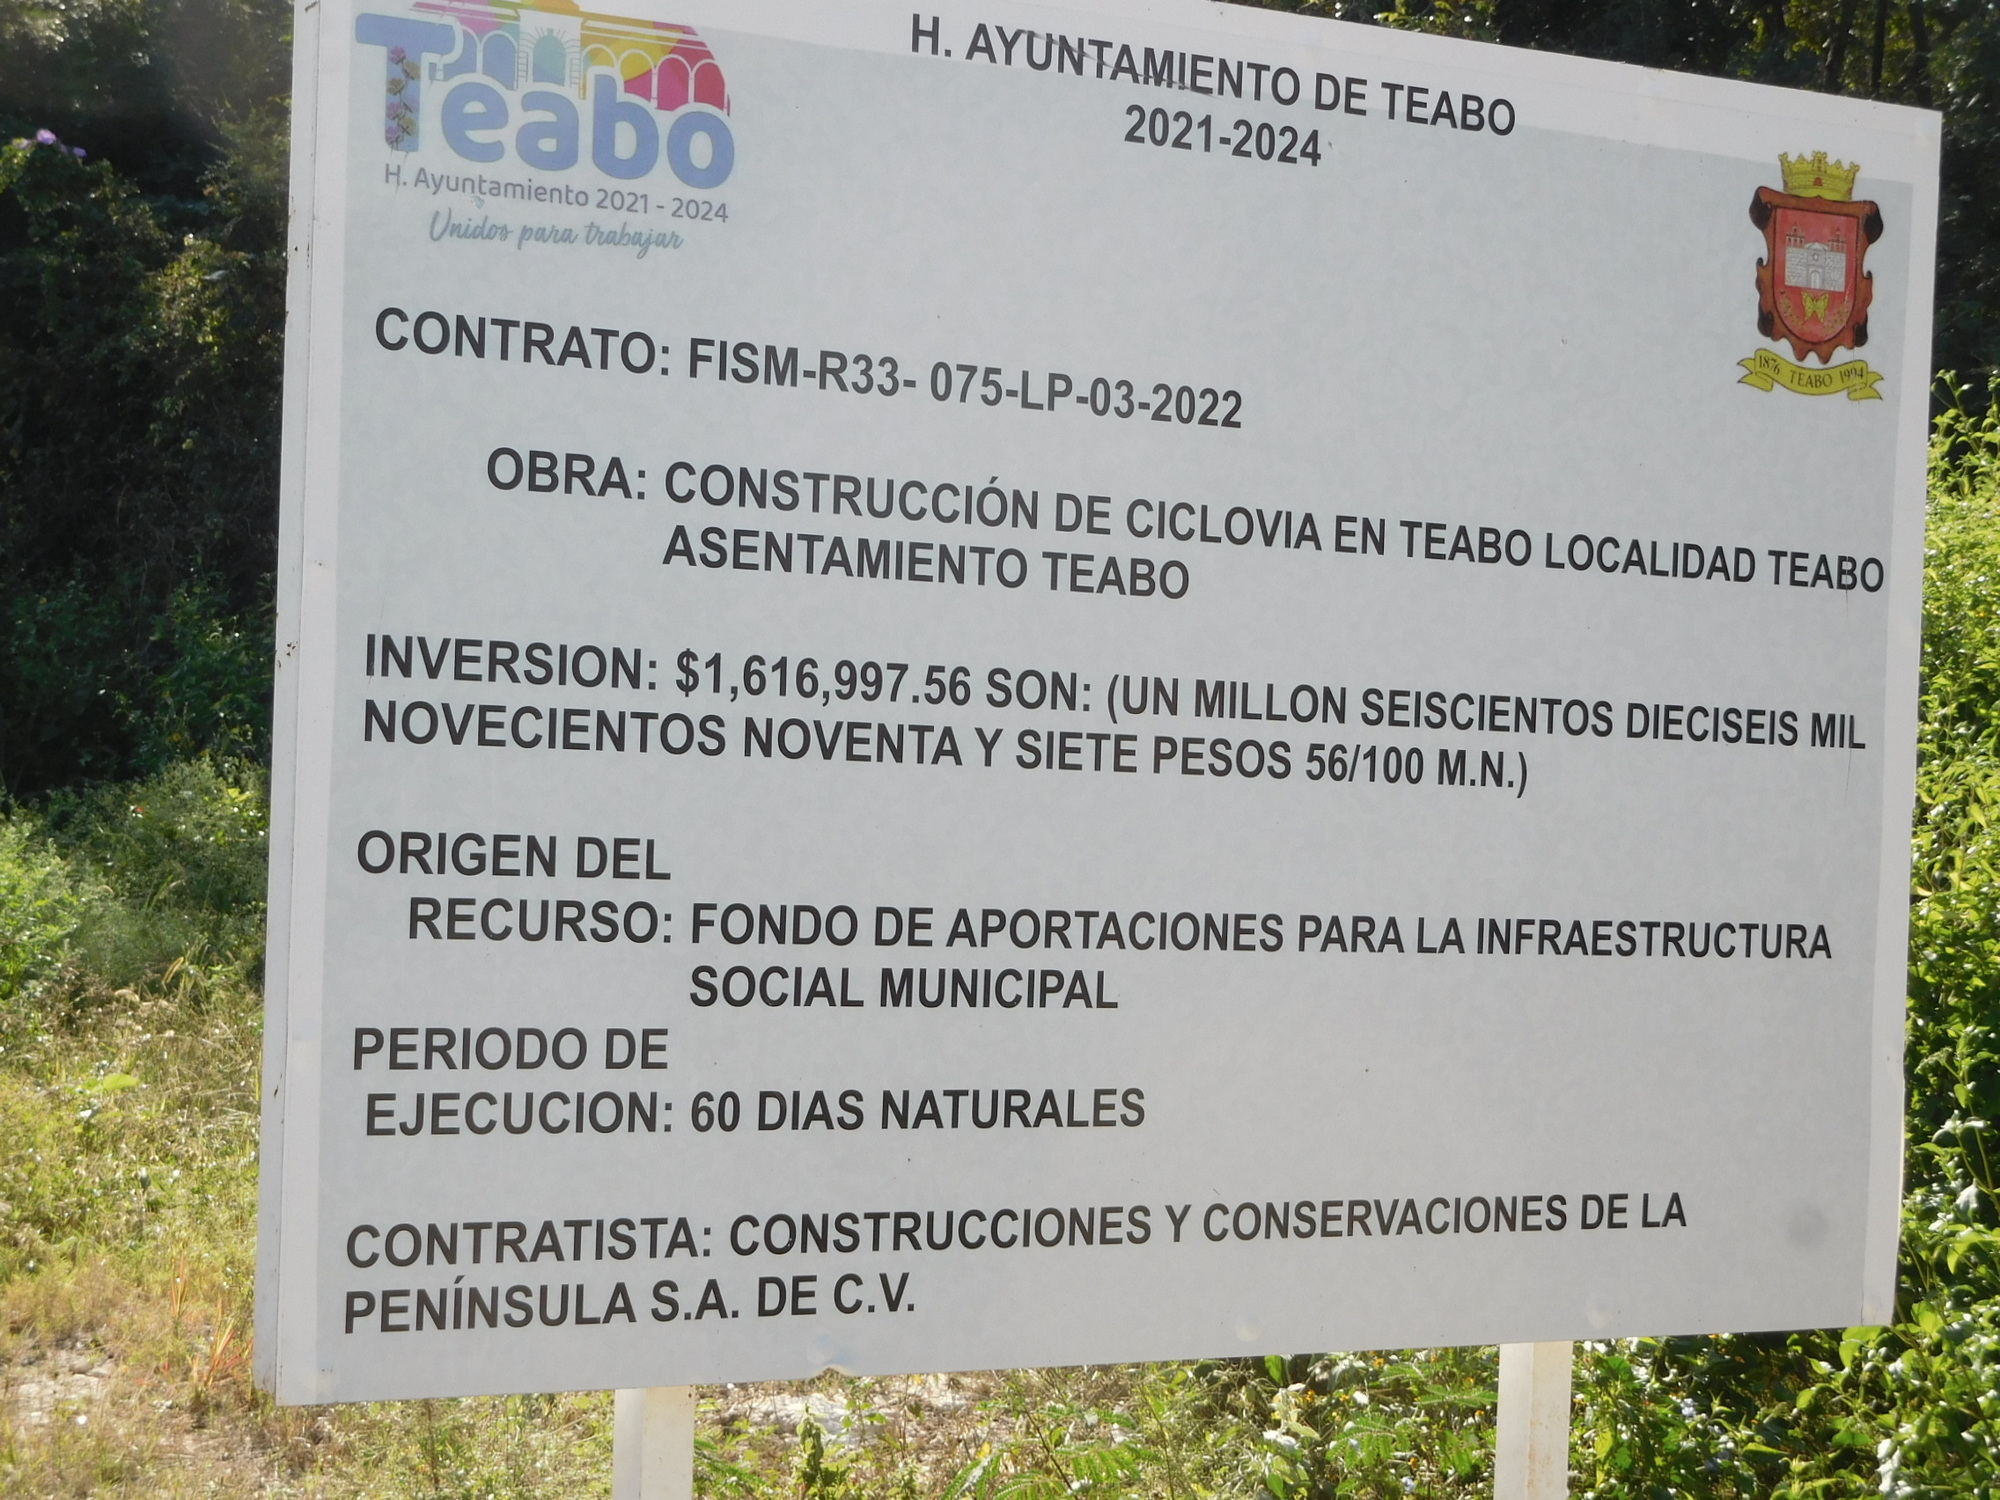 Teabo
H. Ayuntamiento 2021 - 2024
Unidos para trabajar
H. AYUNTAMIENTO DE TEABO
2021-2024
1876 TEABO 1994
CONTRATO: FISM-R33- 075-LP-03-2022
OBRA: CONSTRUCCIÓN DE CICLOVIA EN TEABO LOCALIDAD TEABO
ASENTAMIENTO TEABO
INVERSION: $1,616,997.56 SON: (UN MILLON SEISCIENTOS DIECISEIS MIL
NOVECIENTOS NOVENTA Y SIETE PESOS 56/100 M.N.)
ORIGEN DEL
RECURSO: FONDO DE APORTACIONES PARA LA INFRAESTRUCTURA
SOCIAL MUNICIPAL
PERIODO DE
EJECUCION: 60 DIAS NATURALES
CONTRATISTA: CONSTRUCCIONES Y CONSERVACIONES DE LA
PENÍNSULA S.A. DE C.V.